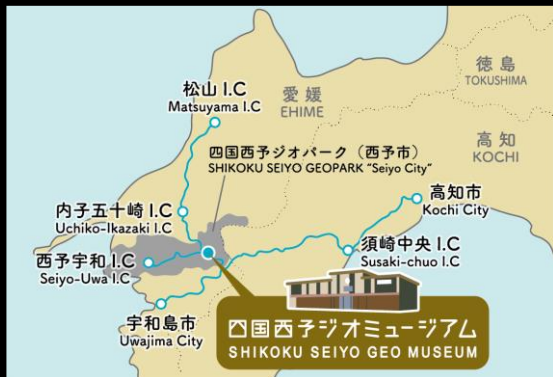 松山 I.C
Matsuyama I.C
愛媛
EHIME
徳島
TOKUSHIMA
高知
KOCHI
四国西予ジオパーク（西予市）
SHIKOKU SEIYO GEOPARK "Seiyo City"
内子五十崎 I.C
Uchiko-Ikazaki I.C
高知市
Kochi City
西予宇和 I.C
Seiyo-Uwa I.C
須崎中央 I.C
Susaki-chuo I.C
宇和島市
Uwajima City
四国西予ジオミュージアム
SHIKOKU SEIYO GEO MUSEUM